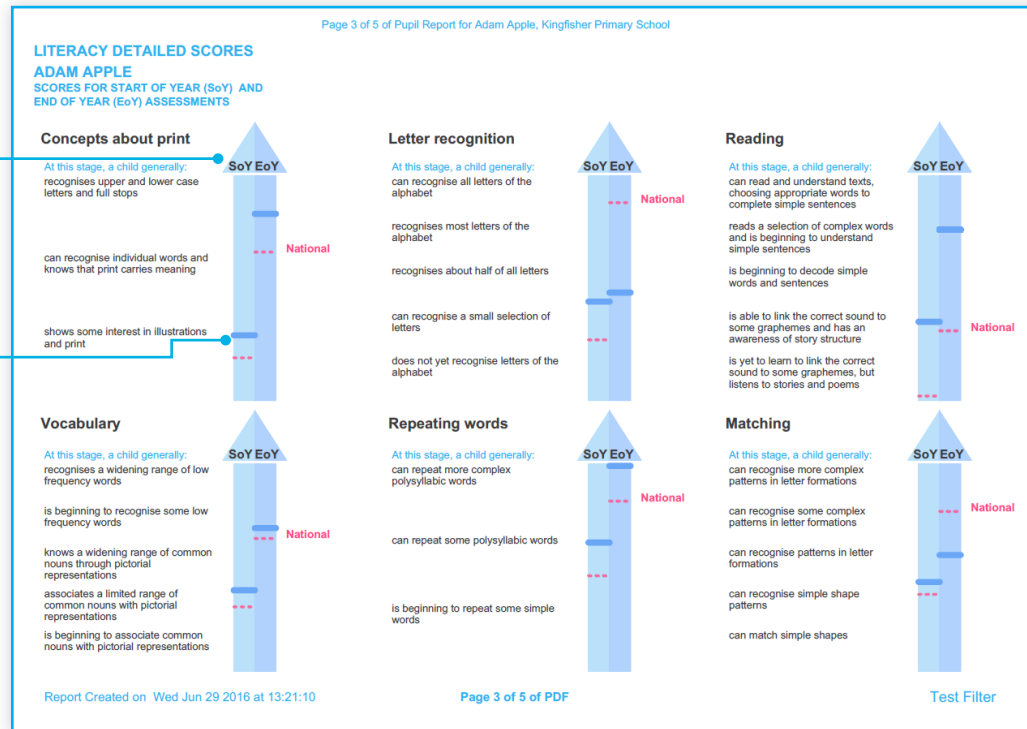 Page 3 of 5 of Pupil Report for Adam Apple, Kingfisher Primary School
LITERACY DETAILED SCORES
ADAM APPLE
SCORES FOR START OF YEAR (SoY) AND
END OF YEAR (EoY) ASSESSMENTS
Concepts about print
At this stage, a child generally:
SoY EoY
recognises upper and lower case
letters and full stops
National
can recognise individual words and
knows that print carries meaning
shows some interest in illustrations
and print
Letter recognition
At this stage, a child generally:
SoY EoY
can recognise all letters of the
alphabet
National
recognises most letters of the
alphabet
recognises about half of all letters
can recognise a small selection of
letters
does not yet recognise letters of the
alphabet
Reading
At this stage, a child generally:
SoY EoY
can read and understand texts,
choosing appropriate words to
complete simple sentences
reads a selection of complex words
and is beginning to understand
simple sentences
is beginning to decode simple
words and sentences
is able to link the correct sound to
some graphemes and has an
awareness of story structure
National
is yet to learn to link the correct
sound to some graphemes, but
listens to stories and poems
Vocabulary
At this stage, a child generally:
SoY EoY
recognises a widening range of low
frequency words
is beginning to recognise some low
frequency words
National
knows a widening range of common
nouns through pictorial
representations
associates a limited range of
common nouns with pictorial
representations
is beginning to associate common
nouns with pictorial representations
Repeating words
At this stage, a child generally:
SoY EoY
can repeat more complex
polysyllabic words
National
can repeat some polysyllabic words
is beginning to repeat some simple
words
Matching
At this stage, a child generally:
SoY EoY
can recognise more complex
patterns in letter formations
can recognise some complex
patterns in letter formations
National
can recognise patterns in letter
formations
can recognise simple shape
patterns
can match simple shapes
Report Created on Wed Jun 29 2016 at 13:21:10
Page 3 of 5 of PDF
Test Filter